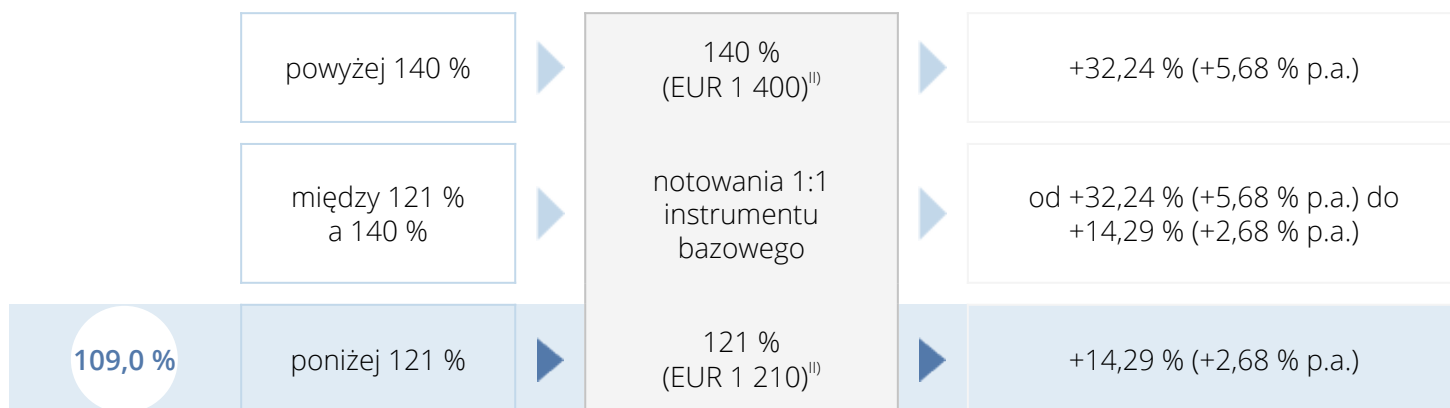 powyżej 140 %
140 %
(EUR 1 400)II)
+32,24 % (+5,68 % p.a.)
między 121 %
a 140 %
notowania 1:1
instrumentu
bazowego
od +32,24 % (+5,68 % p.a.) do
+14,29 % (+2,68 % p.a.)
109,0 %
poniżej 121 %
121 %
(EUR 1 210)II)
+14,29 % (+2,68 % p.a.)